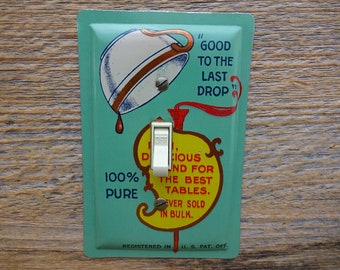 "GOOD
TO THE
LAST
DROP"
DELICIOUS
AND FOR
THE BEST
TABLES.
NEVER SOLD
IN BULK.
100%
PURE
REGISTERED IN U. S. PAT. OFF.